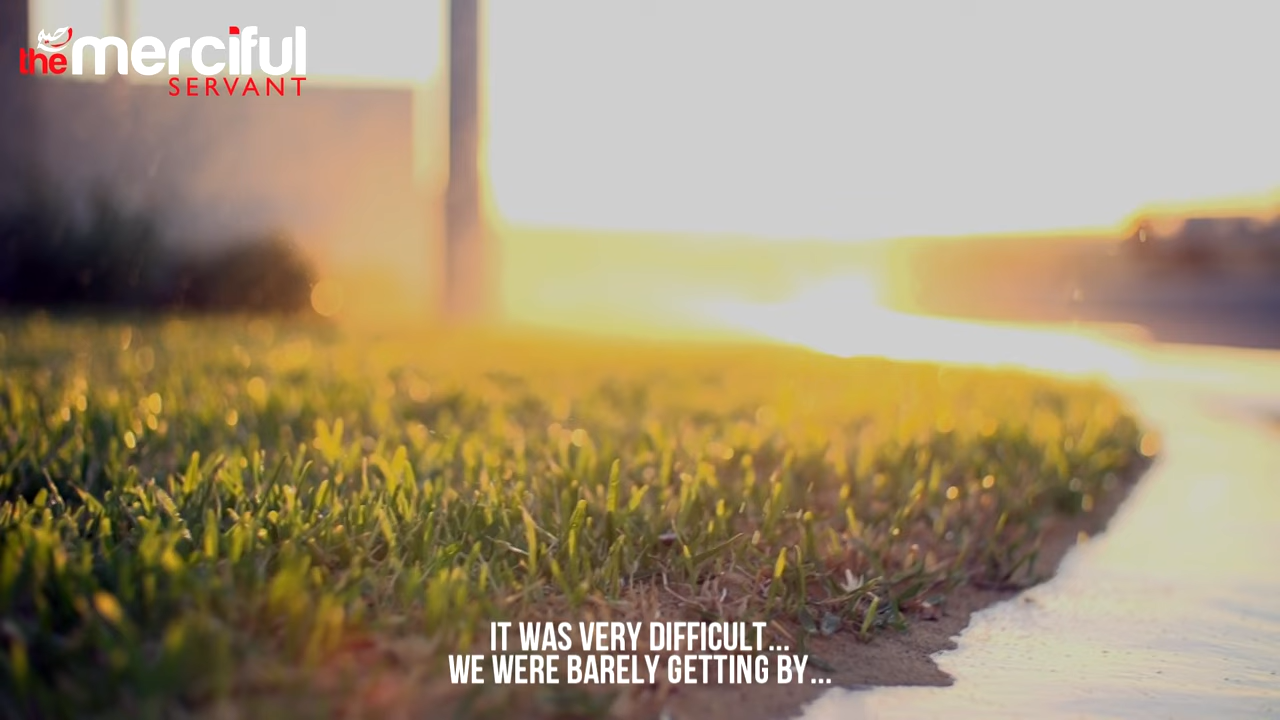 the merciful
SERVANT
IT WAS VERY DIFFICULT...
WE WERE BARELY GETTING BY...